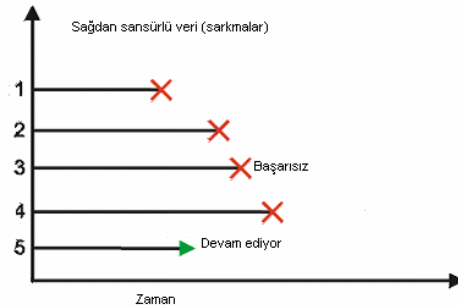 Sağdan sansürlü veri (sarkmalar)
1
2
3 Başarısız
4
5 Devam ediyor
Zaman